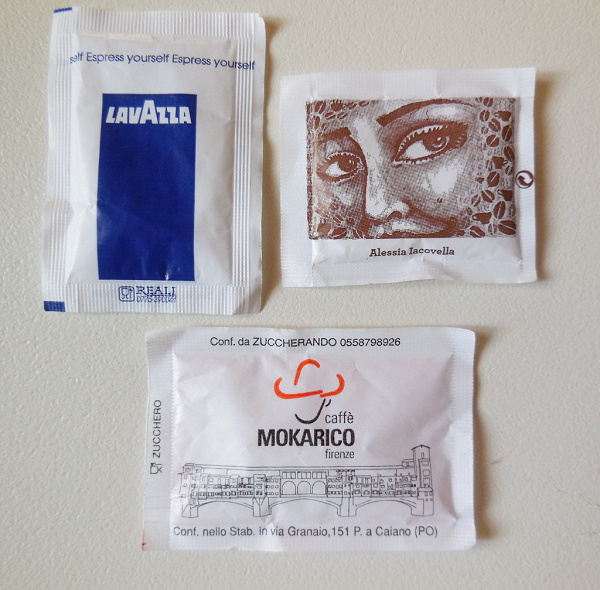 self Espress yourself Espress yourself
LAVAZZA
REALI
Alessia Iacovella
Conf. da ZUCCHERANDO 0558798926
ZUCCHERO
caffè
MOKARICO
firenze
Conf. nello Stab. in via Granaio,151 P. a Caiano (PO)